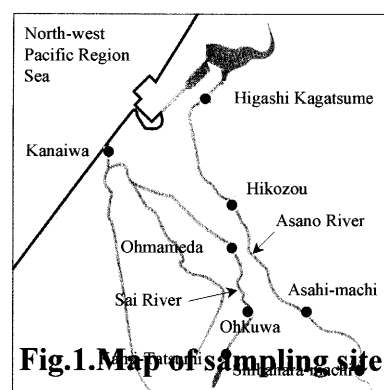 North-west
Pacific Region
Sea
Higashi Kagatsume
Kanaiwa
Hikozou
Asano River
Ohmameda
Asahi-machi
Sai River
Ohkuwa
Fig.1.Map of sampling site